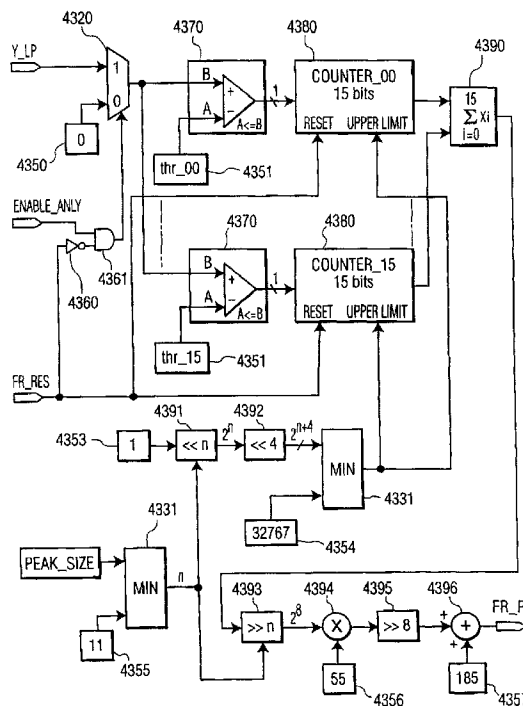 4320
4370
4380
4390
Y_LP
1
0
B
+
A
−
A<=B
1
COUNTER_00
15 bits
RESET UPPER LIMIT
15
Σ Xi
i=0
0
4350
thr_00
4351
ENABLE_ANLY
4361
4360
4370
4380
B
+
A
−
A<=B
1
COUNTER_15
15 bits
RESET UPPER LIMIT
thr_15
4351
FR_RES
4391
4392
4353
1
<< n
2^n
<< 4
2^n+4
MIN
4331
4331
32767
4354
PEAK_SIZE
MIN
n
11
4355
4393
4394
4395
4396
>> n
2^8
X
>> 8
+
+
+
55
4356
185
4357